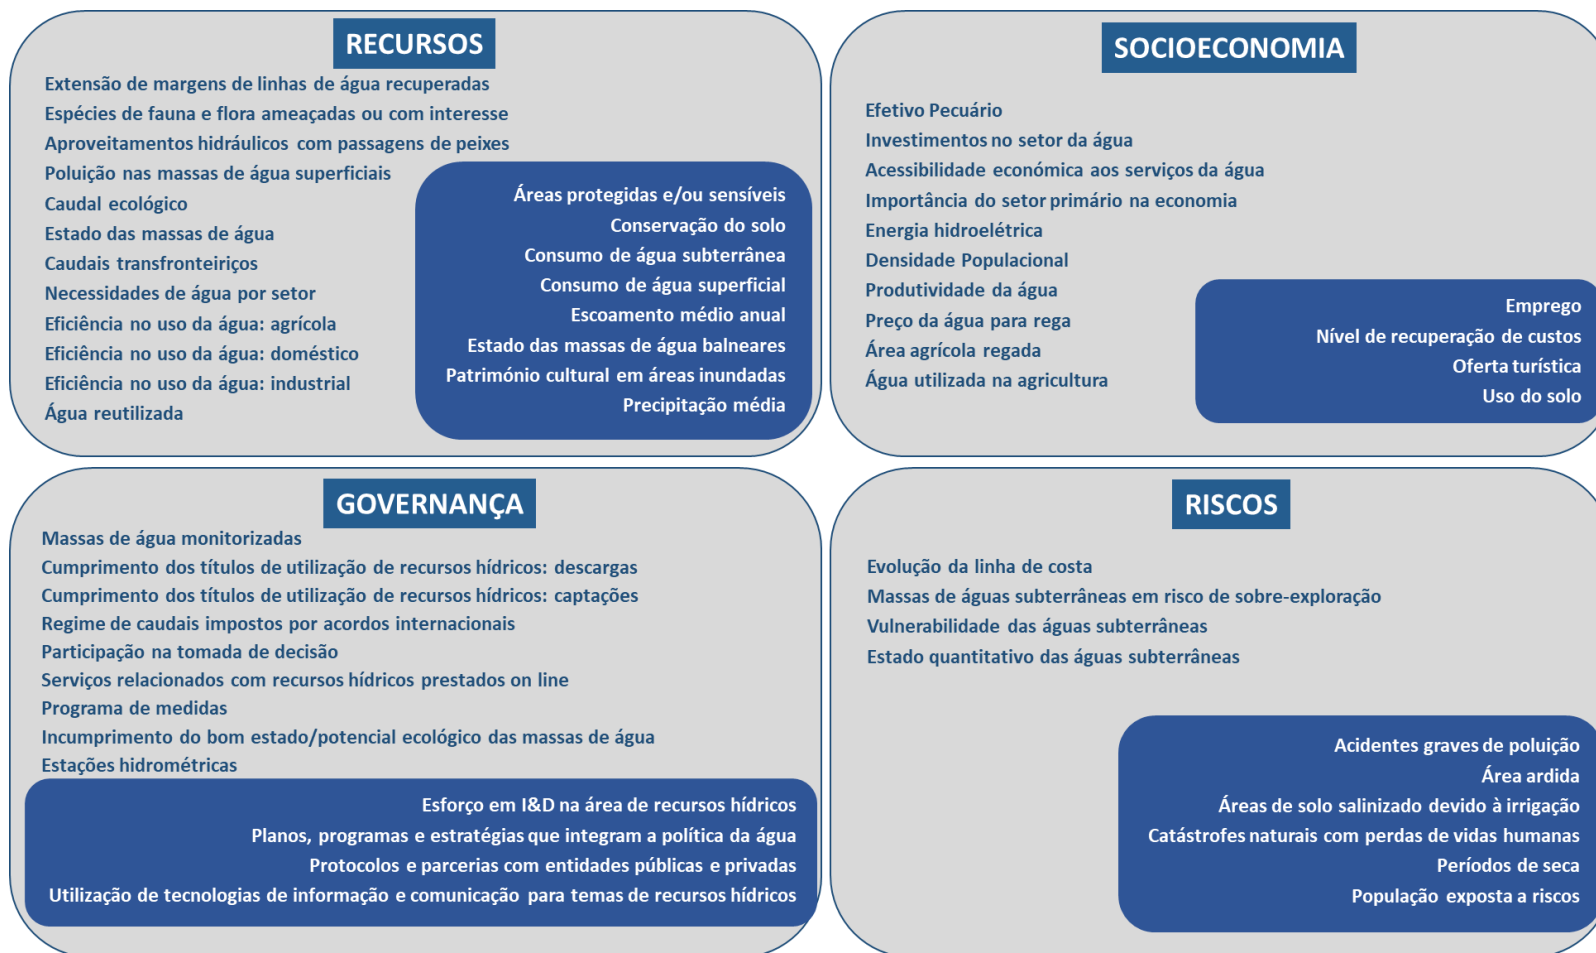 RECURSOS
Extensão de margens de linhas de água recuperadas
Espécies de fauna e flora ameaçadas ou com interesse
Aproveitamentos hidráulicos com passagens de peixes
Poluição nas massas de água superficiais
Caudal ecológico
Estado das massas de água
Caudais transfronteiriços
Necessidades de água por setor
Eficiência no uso da água: agrícola
Eficiência no uso da água: doméstico
Eficiência no uso da água: industrial
Água reutilizada
Áreas protegidas e/ou sensíveis
Conservação do solo
Consumo de água subterrânea
Consumo de água superficial
Escoamento médio anual
Estado das massas de água balneares
Património cultural em áreas inundadas
Precipitação média
SOCIOECONOMIA
Efetivo Pecuário
Investimentos no setor da água
Acessibilidade económica aos serviços da água
Importância do setor primário na economia
Energia hidroelétrica
Densidade Populacional
Produtividade da água
Preço da água para rega
Área agrícola regada
Água utilizada na agricultura
Emprego
Nível de recuperação de custos
Oferta turística
Uso do solo
GOVERNANÇA
Massas de água monitorizadas
Cumprimento dos títulos de utilização de recursos hídricos: descargas
Cumprimento dos títulos de utilização de recursos hídricos: captações
Regime de caudais impostos por acordos internacionais
Participação na tomada de decisão
Serviços relacionados com recursos hídricos prestados on line
Programa de medidas
Incumprimento do bom estado/potencial ecológico das massas de água
Estações hidrométricas
Esforço em I&D na área de recursos hídricos
Planos, programas e estratégias que integram a política da água
Protocolos e parcerias com entidades públicas e privadas
Utilização de tecnologias de informação e comunicação para temas de recursos hídricos
RISCOS
Evolução da linha de costa
Massas de águas subterrâneas em risco de sobre-exploração
Vulnerabilidade das águas subterrâneas
Estado quantitativo das águas subterrâneas
Acidentes graves de poluição
Área ardida
Áreas de solo salinizado devido à irrigação
Catástrofes naturais com perdas de vidas humanas
Períodos de seca
População exposta a riscos